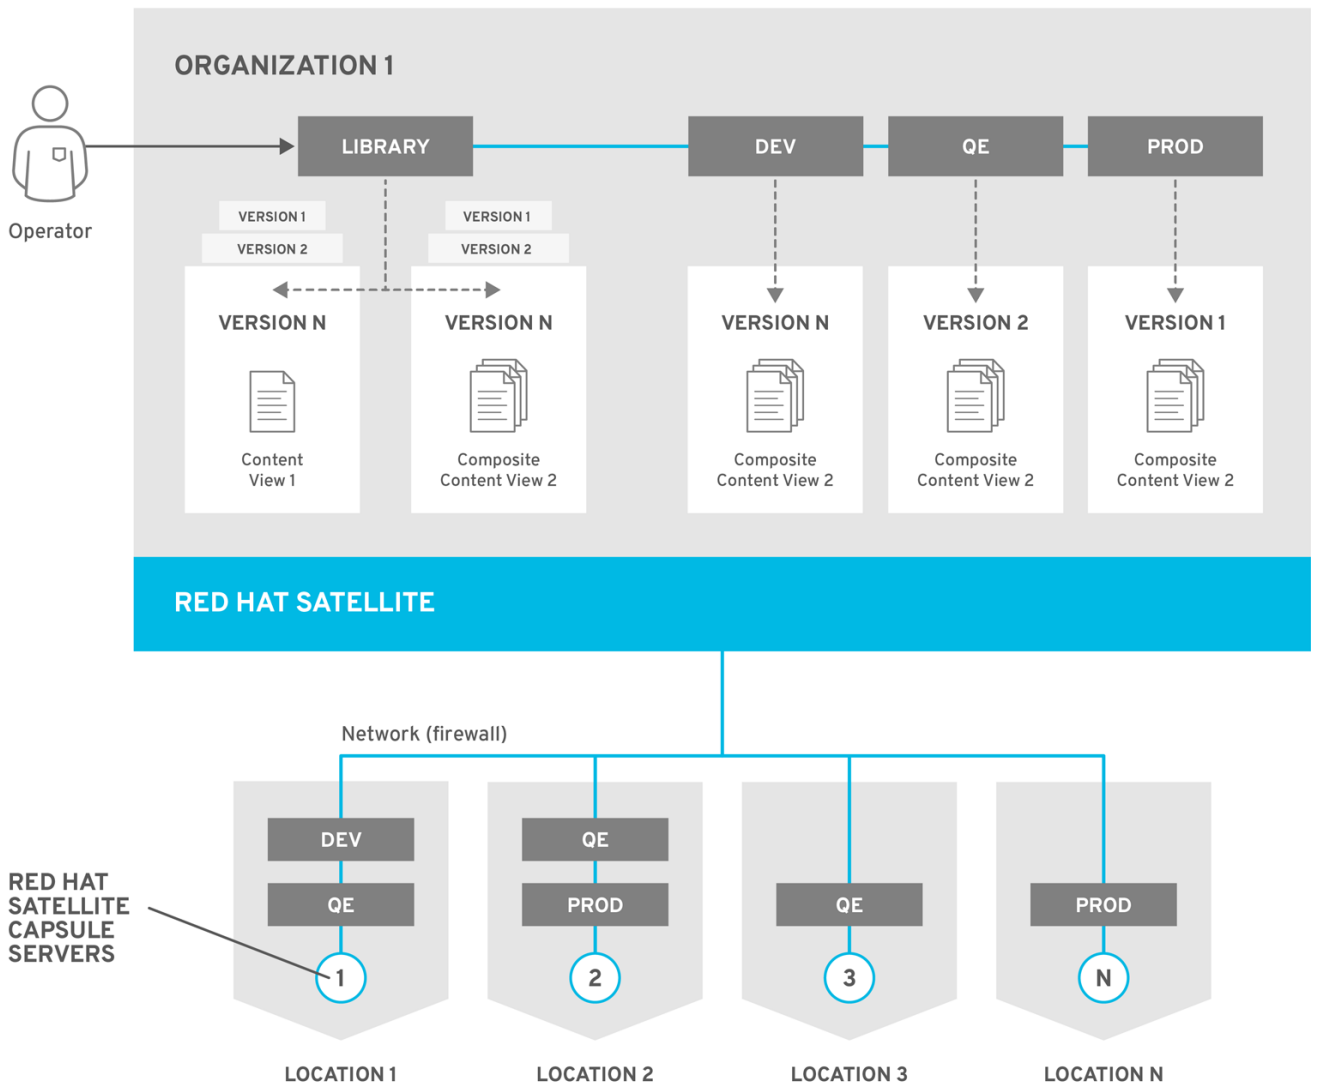 ORGANIZATION 1
LIBRARY
DEV
QE
PROD
Operator
VERSION 1
VERSION 2
VERSION N
Content
View 1
VERSION 1
VERSION 2
VERSION N
Composite
Content View 2
VERSION N
Composite
Content View 2
VERSION 2
Composite
Content View 2
VERSION 1
Composite
Content View 2
RED HAT SATELLITE
Network (firewall)
RED HAT
SATELLITE
CAPSULE
SERVERS
DEV
QE
1
LOCATION 1
QE
PROD
2
LOCATION 2
QE
3
LOCATION 3
PROD
N
LOCATION N